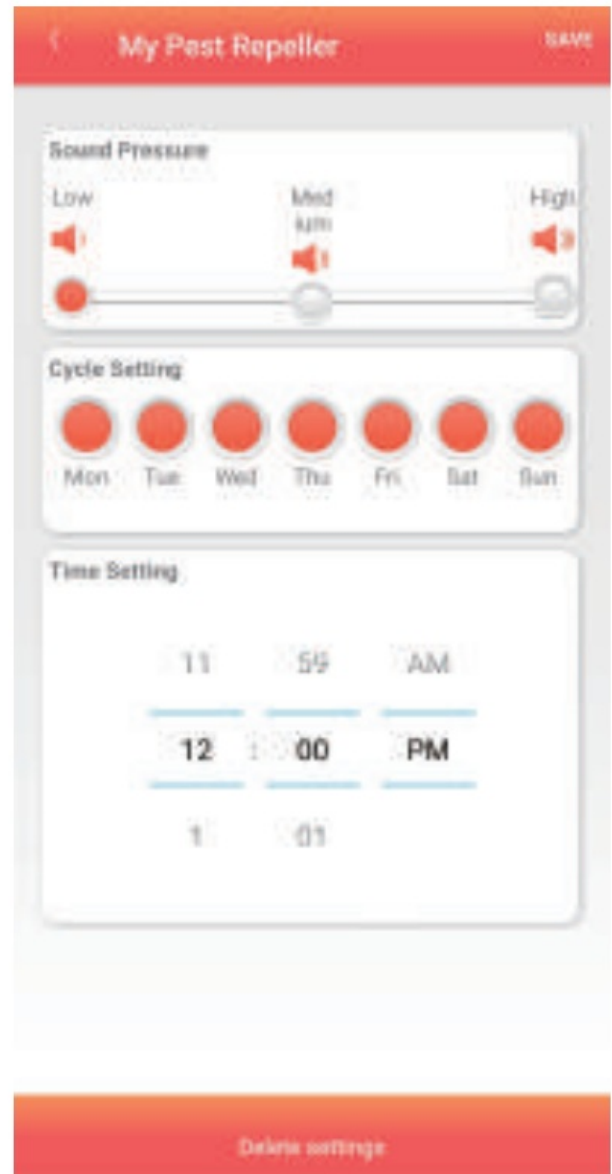 My Pest Repeller SAVE
Sound Pressure
Low Med High
ium
Cycle Setting
Mon Tue Wed Thu Fri Sat Sun
Time Setting
11 59 AM
12 : 00 PM
1 01
Delete settings